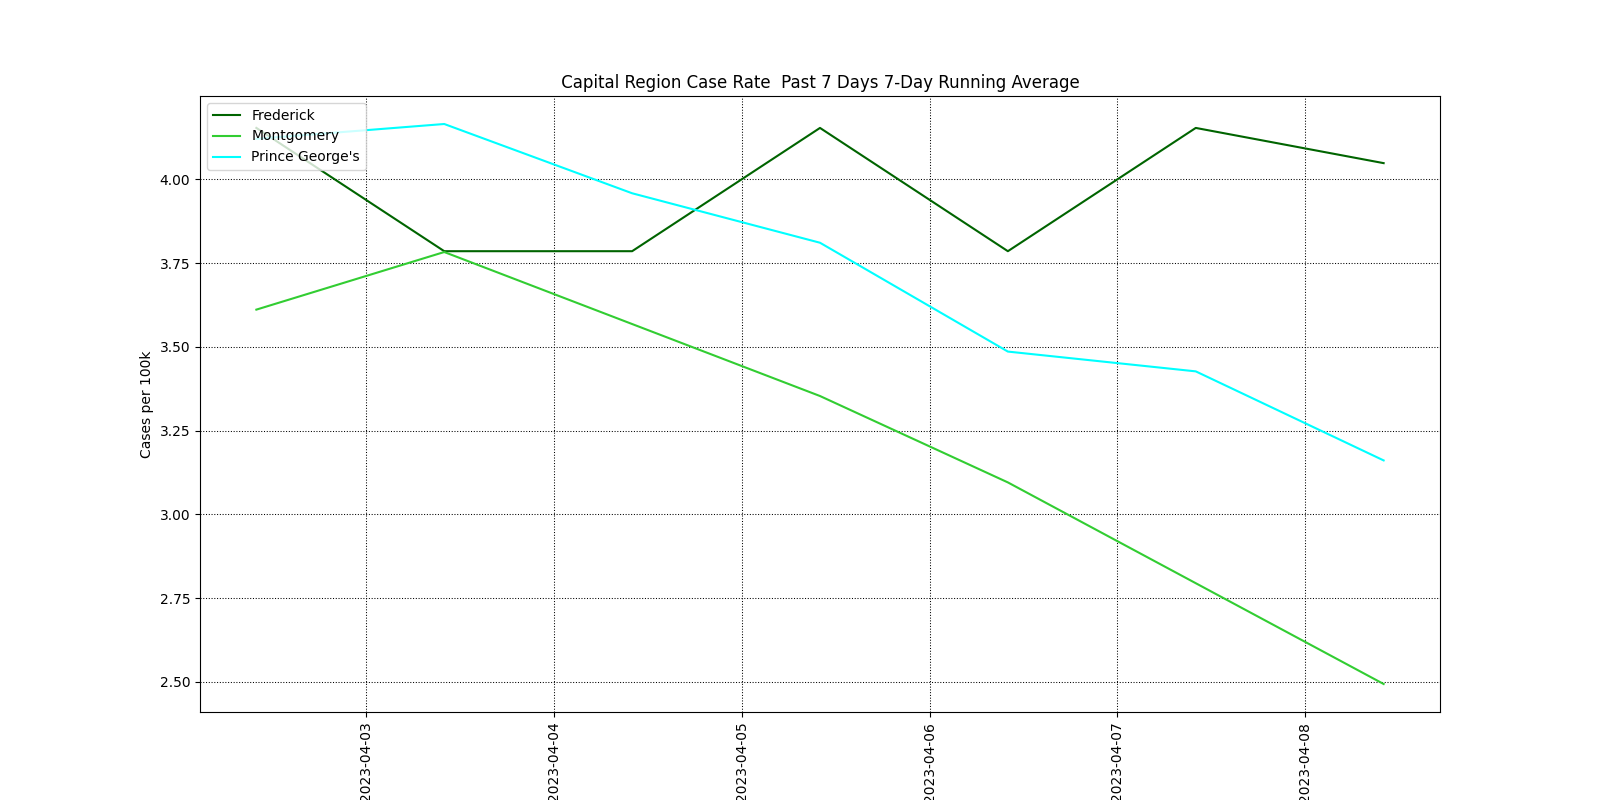 Capital Region Case Rate  Past 7 Days 7-Day Running Average
Frederick
Montgomery
Prince George's
Cases per 100k
4.00
3.75
3.50
3.25
3.00
2.75
2.50
2023-04-03
2023-04-04
2023-04-05
2023-04-06
2023-04-07
2023-04-08